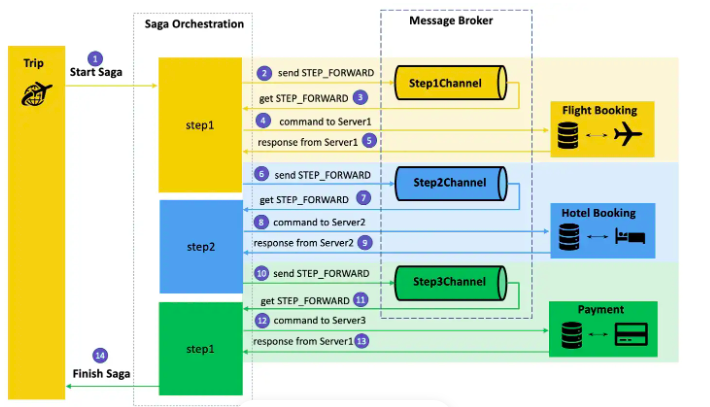 Saga Orchestration
Message Broker
Trip
1
Start Saga
step1
2 send STEP_FORWARD
Step1Channel
get STEP_FORWARD 3
4 command to Server1
response from Server1 5
Flight Booking
6 send STEP_FORWARD
Step2Channel
get STEP_FORWARD 7
step2
8 command to Server2
response from Server2 9
Hotel Booking
10 send STEP_FORWARD
Step3Channel
get STEP_FORWARD 11
step1
12 command to Server3
response from Server1 13
Payment
14
Finish Saga